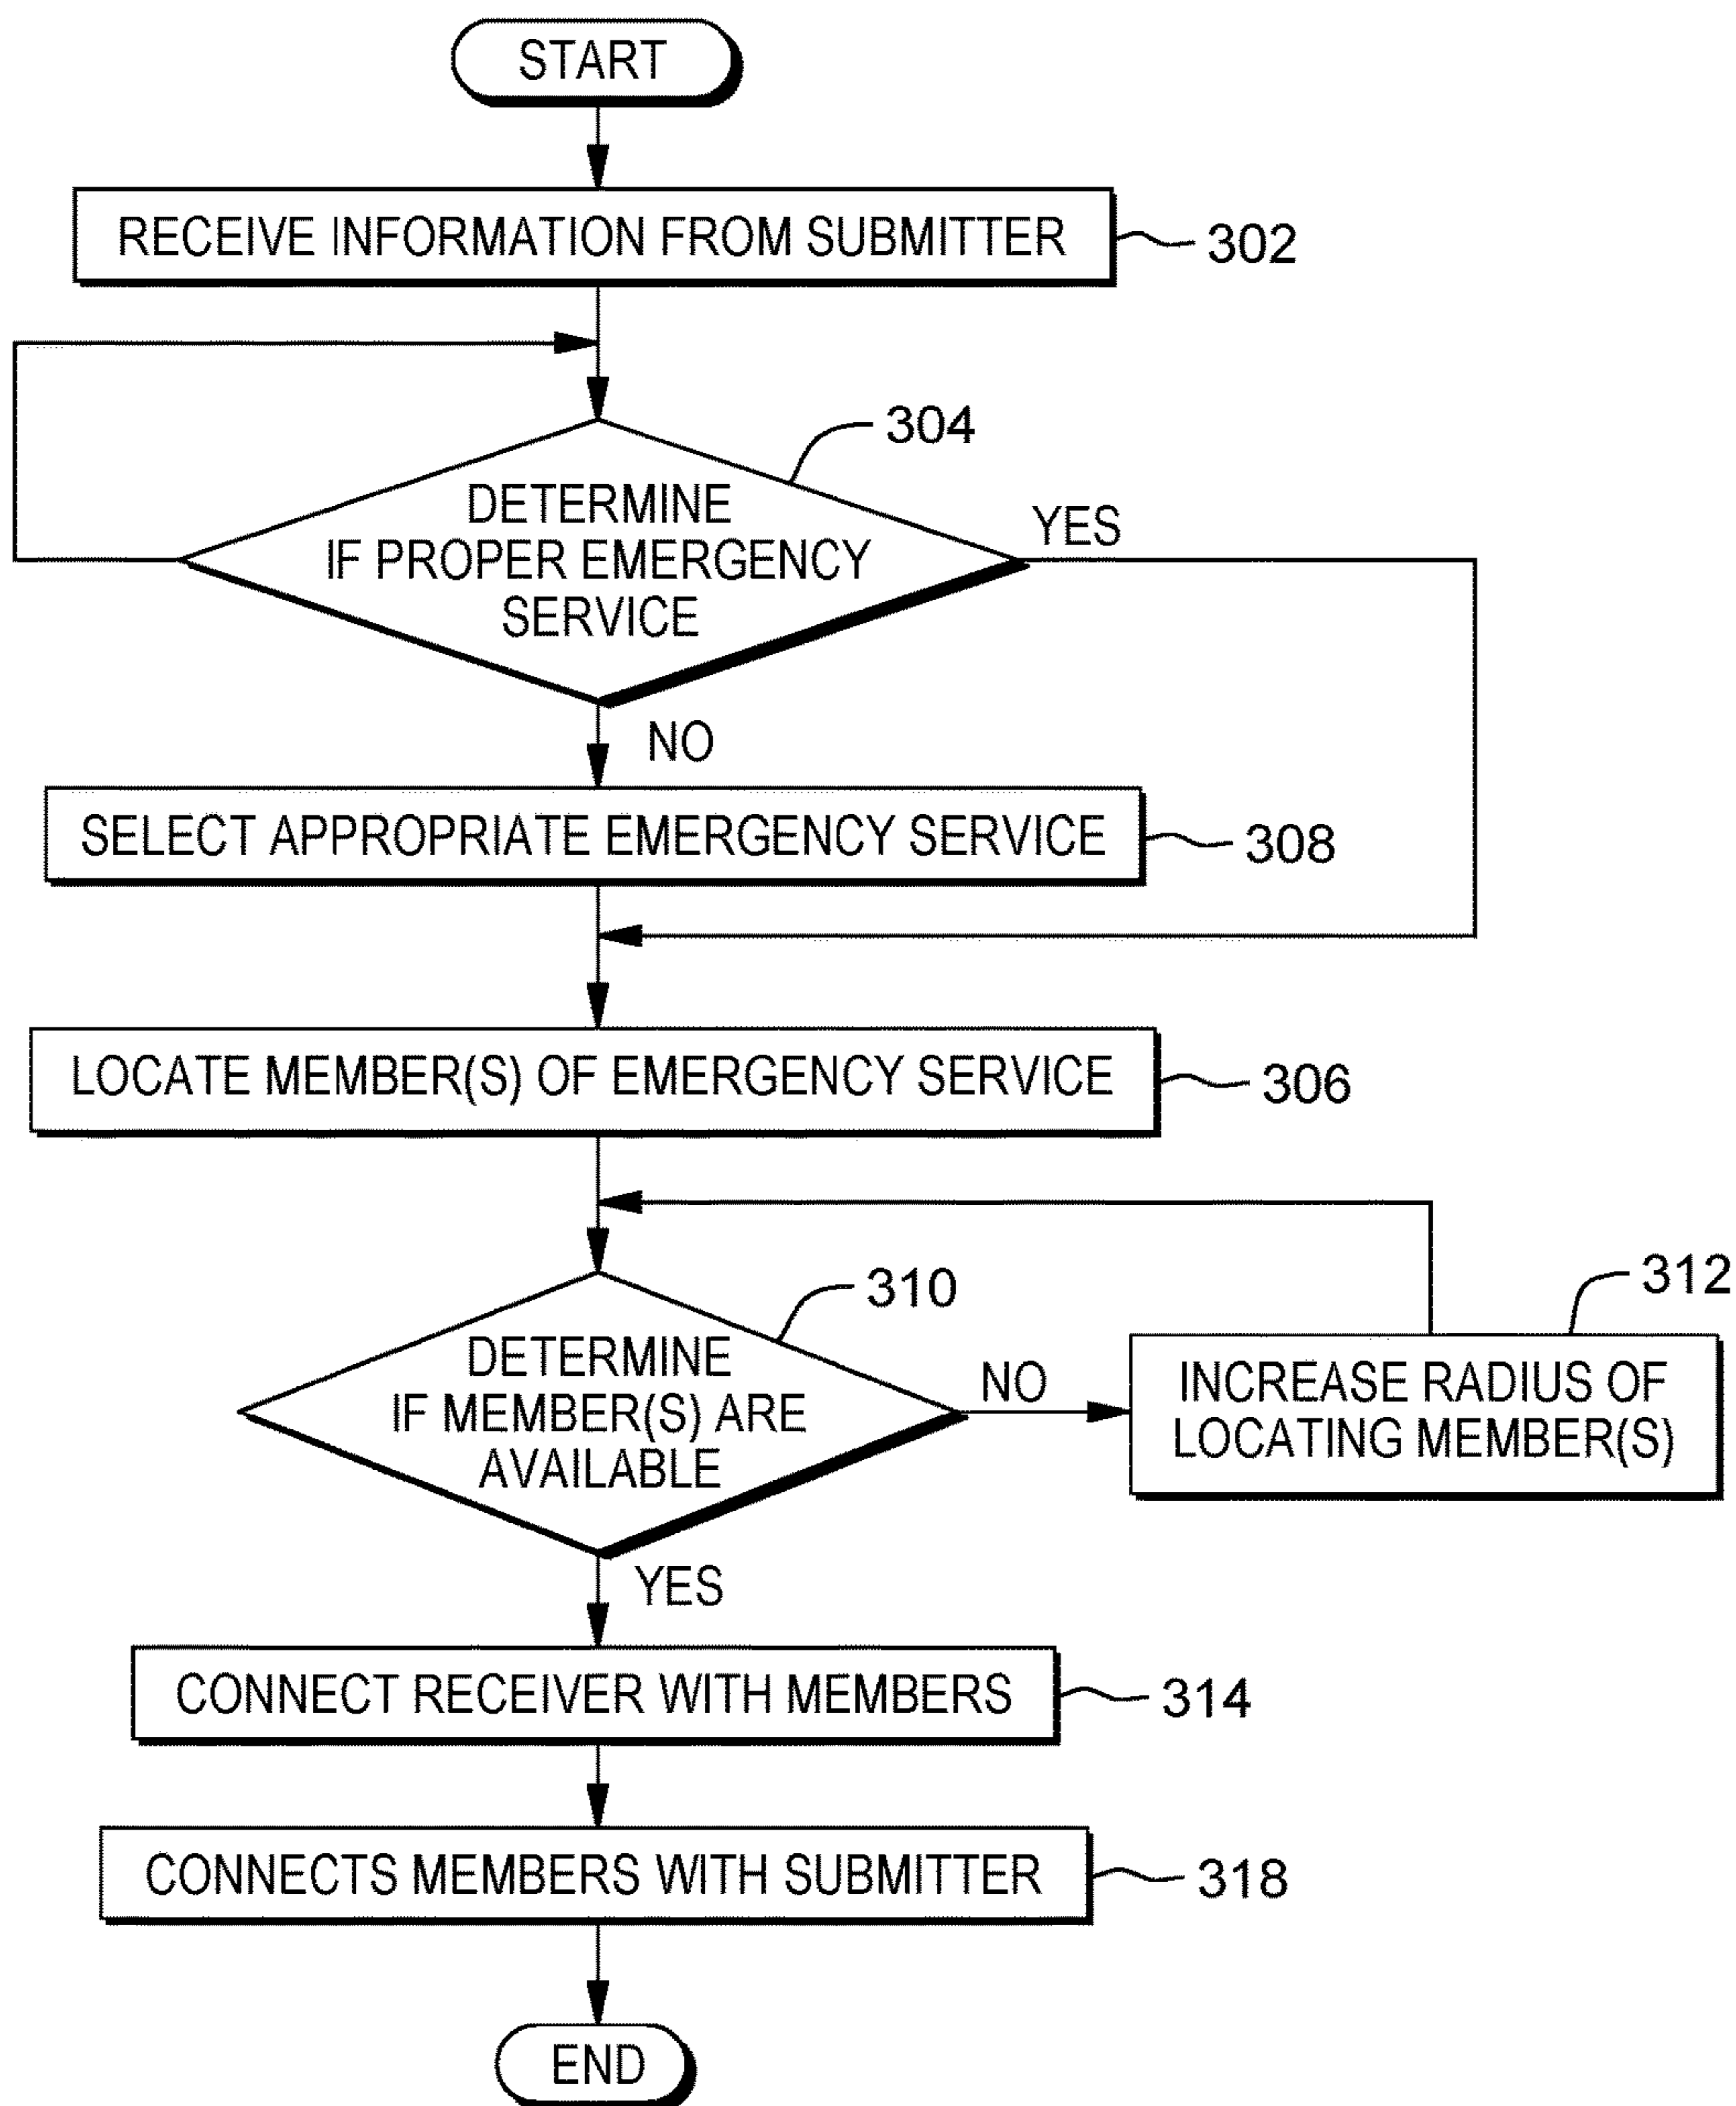 START
RECEIVE INFORMATION FROM SUBMITTER
302
304
DETERMINE
IF PROPER EMERGENCY
SERVICE
YES
NO
SELECT APPROPRIATE EMERGENCY SERVICE
308
LOCATE MEMBER(S) OF EMERGENCY SERVICE
306
310
DETERMINE
IF MEMBER(S) ARE
AVAILABLE
NO
312
INCREASE RADIUS OF
LOCATING MEMBER(S)
YES
CONNECT RECEIVER WITH MEMBERS
314
CONNECTS MEMBERS WITH SUBMITTER
318
END